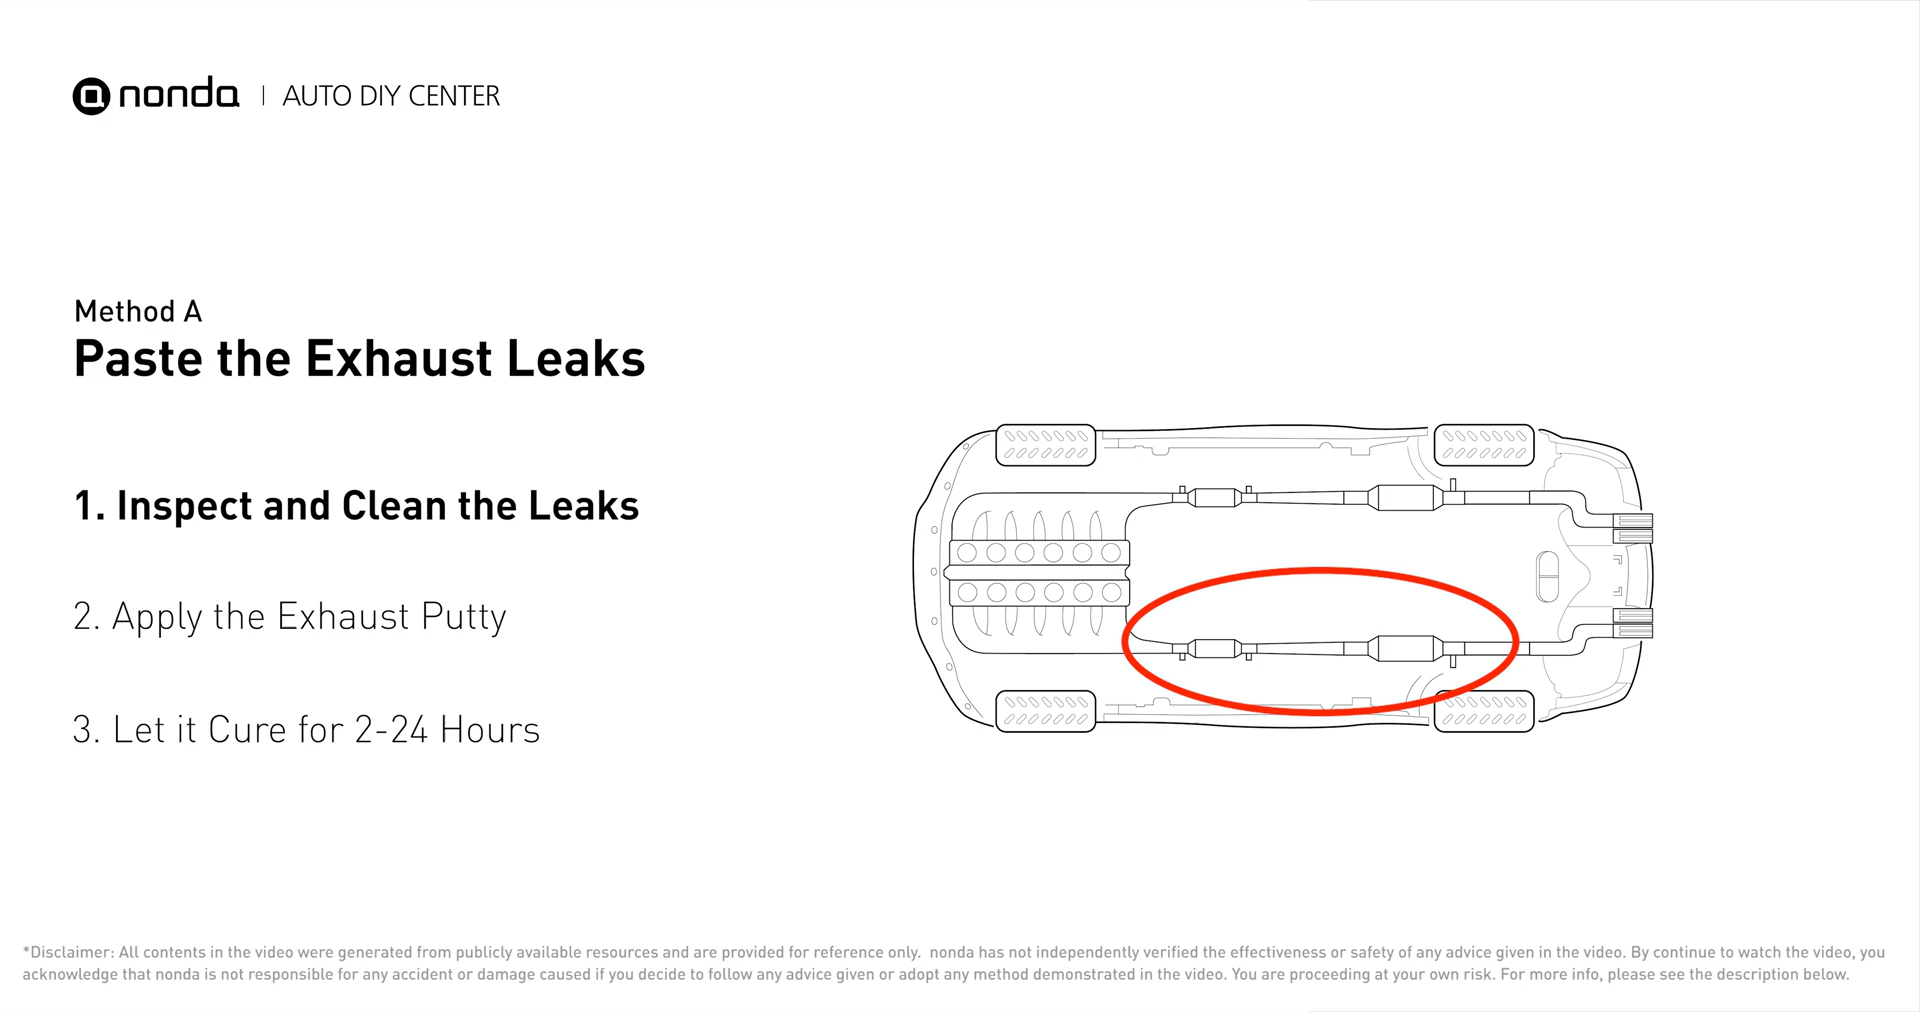 nonda | AUTO DIY CENTER
Method A
Paste the Exhaust Leaks
1. Inspect and Clean the Leaks
2. Apply the Exhaust Putty
3. Let it Cure for 2-24 Hours
*Disclaimer: All contents in the video were generated from publicly available resources and are provided for reference only. nonda has not independently verified the effectiveness or safety of any advice given in the video. By continue to watch the video, you
acknowledge that nonda is not responsible for any accident or damage caused if you decide to follow any advice given or adopt any method demonstrated in the video. You are proceeding at your own risk. For more info, please see the description below.